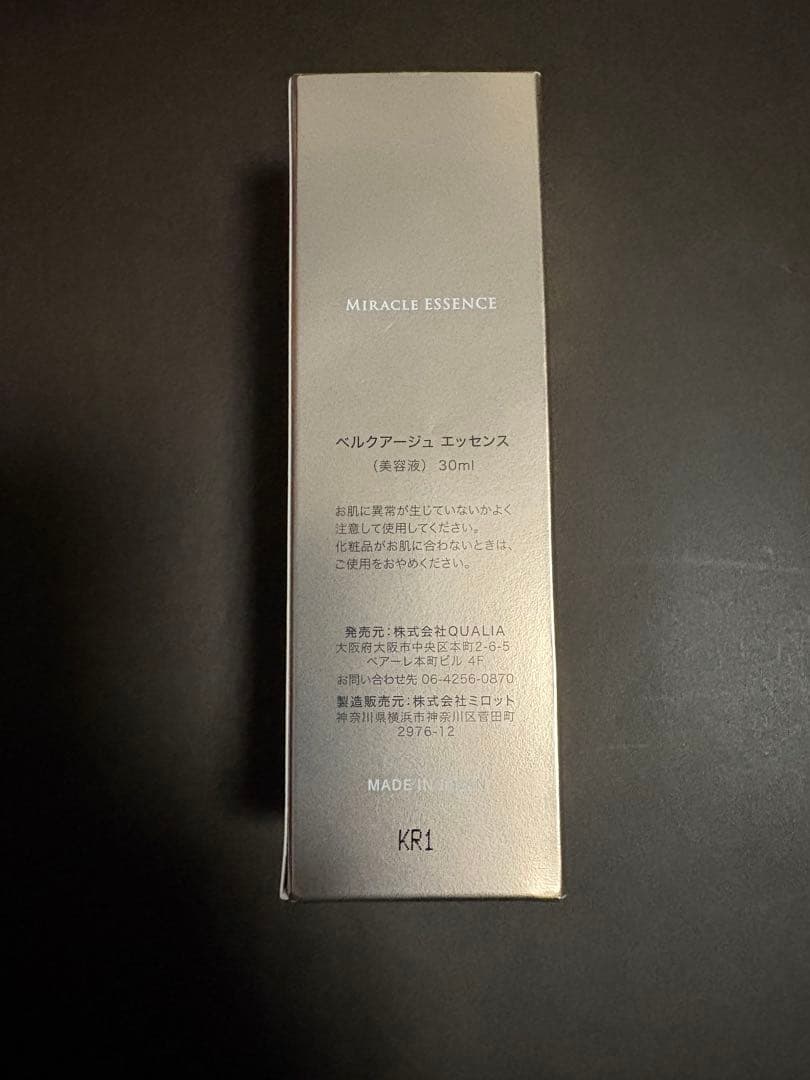 MIRACLE ESSENCE
ベルクアージュ エッセンス
（美容液） 30ml
お肌に異常が生じていないかよく
注意して使用してください。
化粧品がお肌に合わないときは、
ご使用をおやめください。
発売元：株式会社QUALIA
大阪府大阪市中央区本町2-6-5
ベアーレ本町ビル 4F
お問い合わせ先 06-4256-0870
製造販売元：株式会社ミロット
神奈川県横浜市神奈川区菅田町
2976-12
MADE IN JAPAN
KR1